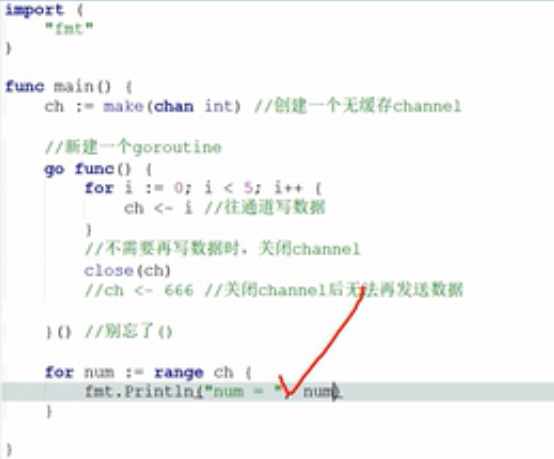 import (
    "fmt"
)
func main() {
    ch := make(chan int) //创建一个无缓存channel
    //新建一个goroutine
    go func() {
        for i := 0; i < 5; i++ {
            ch <- i //往通道写数据
        }
        //不需要再写数据时，关闭channel
        close(ch)
        //ch <- 666 //关闭channel后无法再发送数据
    }() //别忘了()
    for num := range ch {
        fmt.Println("num = ", num)
    }
}